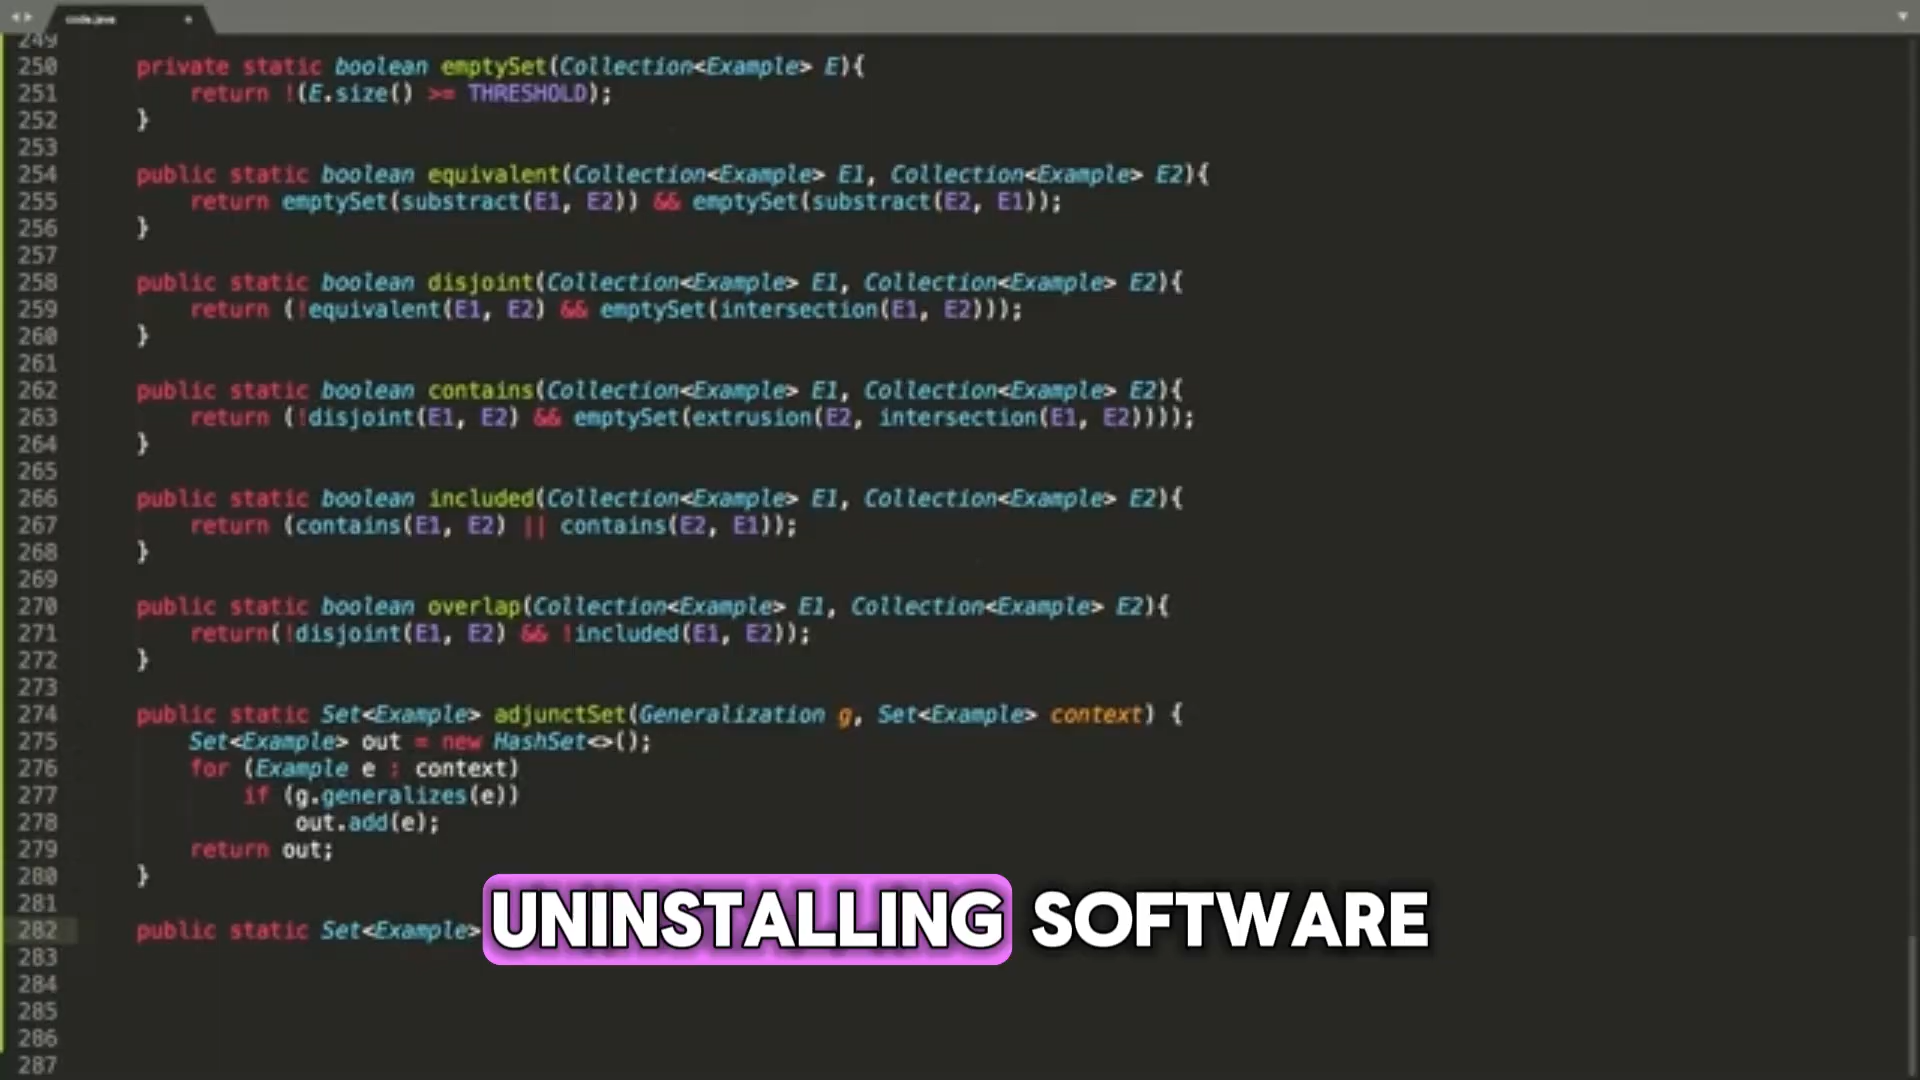 code.java
249
250 private static boolean emptySet(Collection<Example> E){
251 return !(E.size() >= THRESHOLD);
252 }
253
254 public static boolean equivalent(Collection<Example> E1, Collection<Example> E2){
255 return emptySet(substract(E1, E2)) && emptySet(substract(E2, E1));
256 }
257
258 public static boolean disjoint(Collection<Example> E1, Collection<Example> E2){
259 return (!equivalent(E1, E2) && emptySet(intersection(E1, E2)));
260 }
261
262 public static boolean contains(Collection<Example> E1, Collection<Example> E2){
263 return (!disjoint(E1, E2) && emptySet(extrusion(E2, intersection(E1, E2))));
264 }
265
266 public static boolean included(Collection<Example> E1, Collection<Example> E2){
267 return (contains(E1, E2) || contains(E2, E1));
268 }
269
270 public static boolean overlap(Collection<Example> E1, Collection<Example> E2){
271 return(!disjoint(E1, E2) && !included(E1, E2));
272 }
273
274 public static Set<Example> adjunctSet(Generalization g, Set<Example> context) {
275 Set<Example> out = new HashSet<>();
276 for (Example e : context)
277 if (g.generalizes(e))
278 out.add(e);
279 return out;
280 }
281
282 public static Set<Example>
UNINSTALLING SOFTWARE
283
284
285
286
287